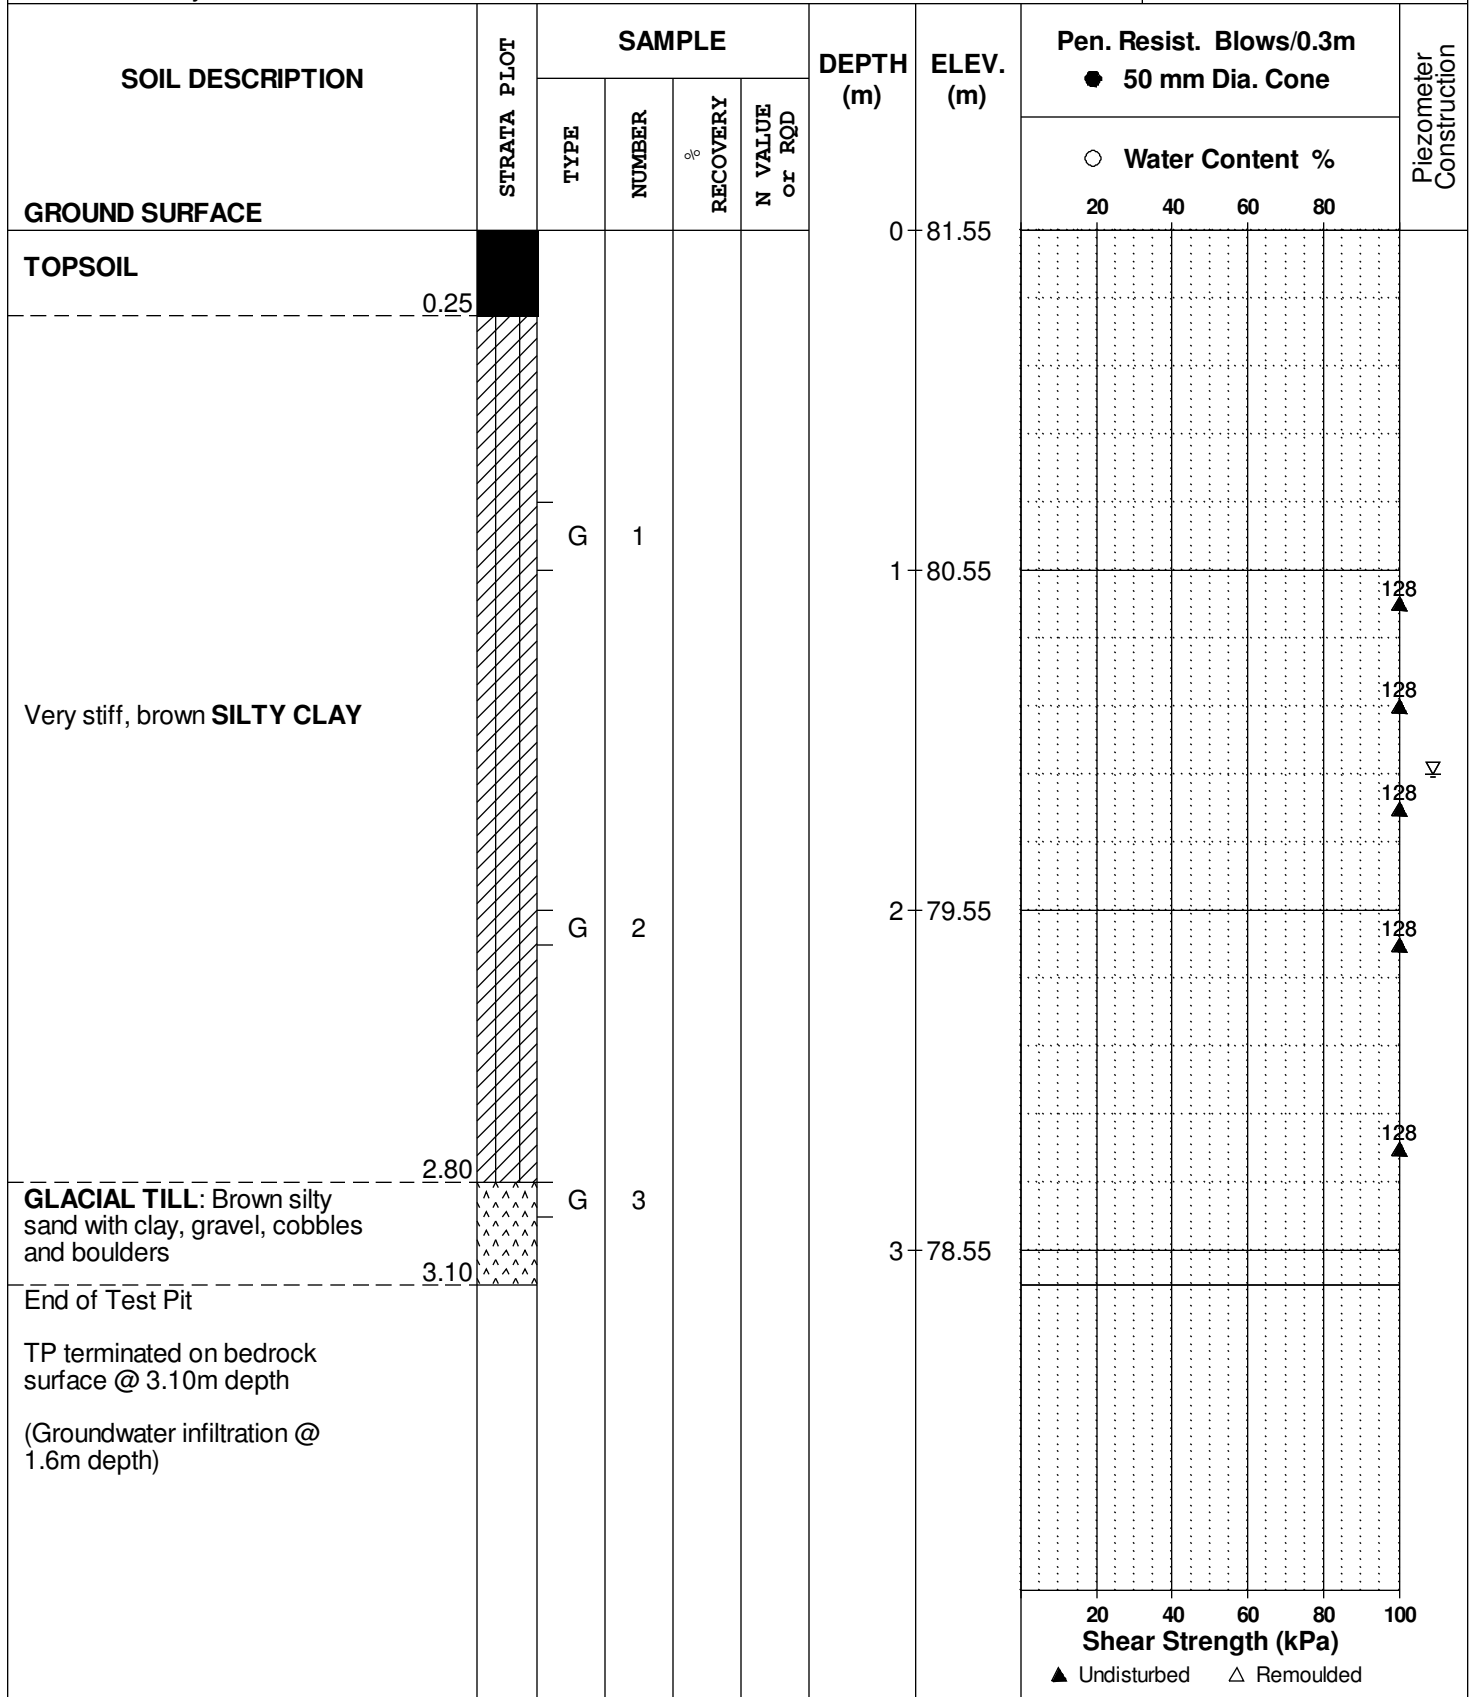 SOIL DESCRIPTION
STRATA PLOT
SAMPLE
TYPE
NUMBER
%
RECOVERY
N VALUE
or RQD
DEPTH
(m)
ELEV.
(m)
Pen. Resist. Blows/0.3m
● 50 mm Dia. Cone
○ Water Content %
20 40 60 80
Piezometer
Construction
GROUND SURFACE
0 81.55
TOPSOIL
0.25
G 1
1 80.55
128
128
Very stiff, brown SILTY CLAY
128
2 79.55
G 2
128
128
2.80
GLACIAL TILL: Brown silty
sand with clay, gravel, cobbles
and boulders
G 3
3 78.55
3.10
End of Test Pit
TP terminated on bedrock
surface @ 3.10m depth
(Groundwater infiltration @
1.6m depth)
20 40 60 80 100
Shear Strength (kPa)
▲ Undisturbed △ Remoulded